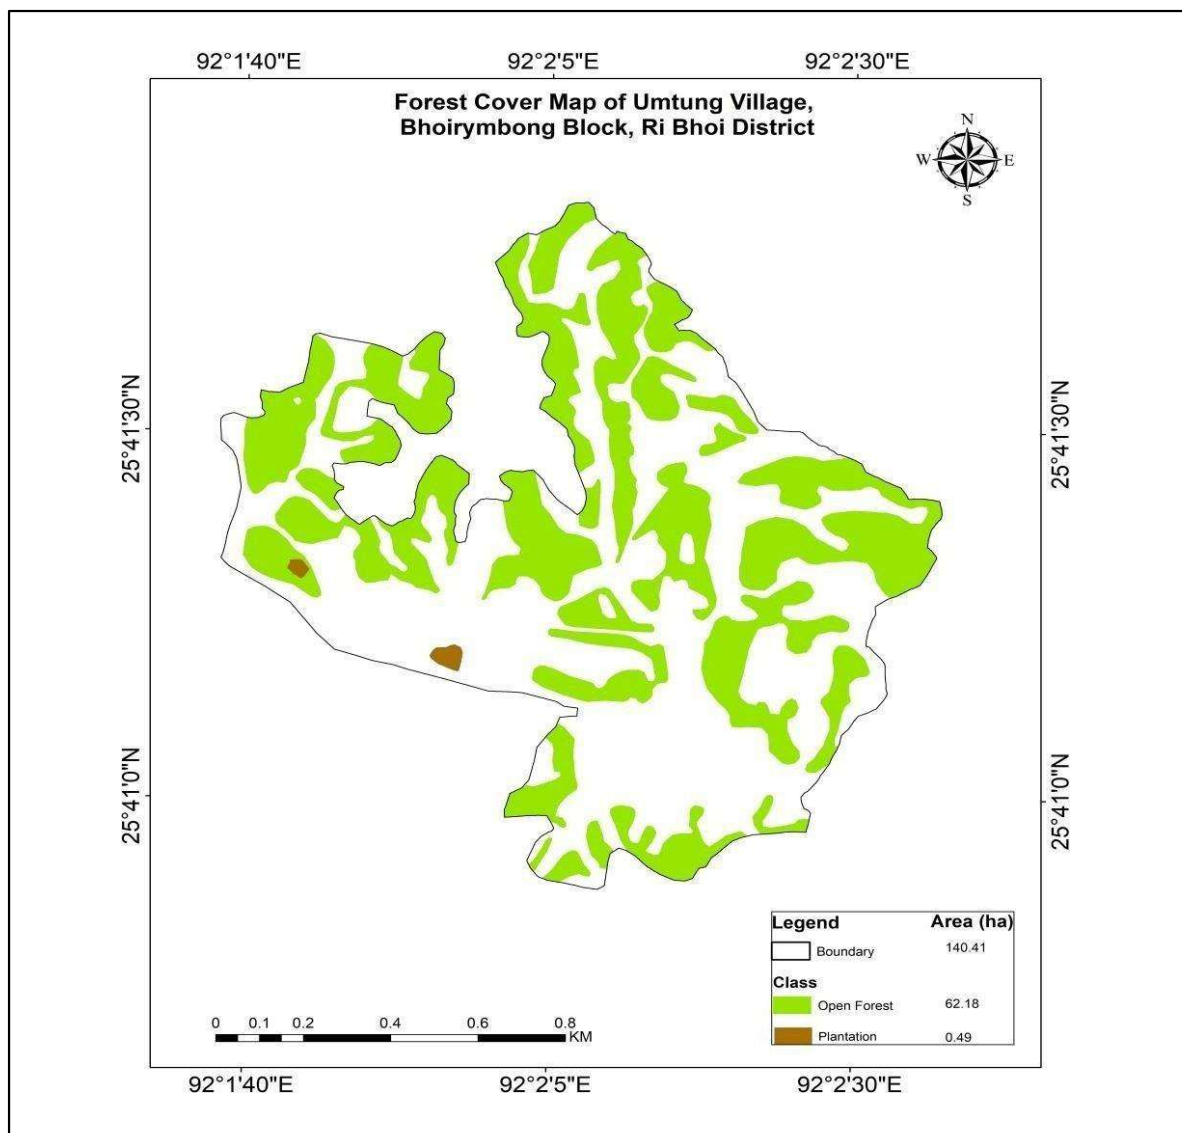 92°1'40"E 92°2'5"E 92°2'30"E
Forest Cover Map of Umtung Village,
Bhoirymbong Block, Ri Bhoi District
N
W E
S
25°41'30"N 25°41'30"N
25°41'0"N 25°41'0"N
Legend Area (ha)
Boundary 140.41
Class
Open Forest 62.18
Plantation 0.49
0 0.1 0.2 0.4 0.6 0.8
KM
92°1'40"E 92°2'5"E 92°2'30"E